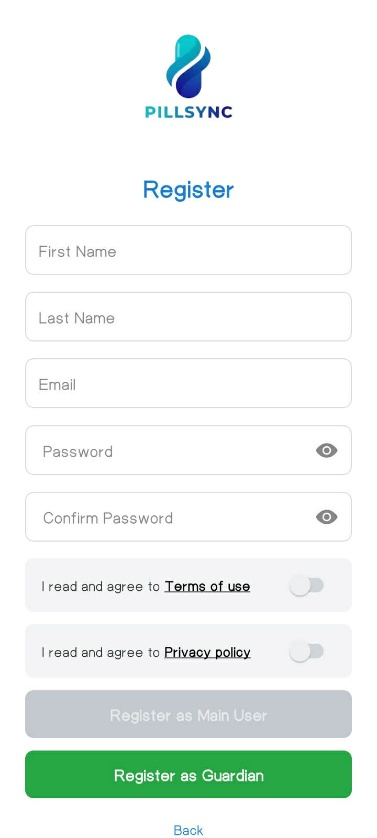 PILLSYNC
Register
First Name
Last Name
Email
Password
Confirm Password
I read and agree to Terms of use
I read and agree to Privacy policy
Register as Main User
Register as Guardian
Back